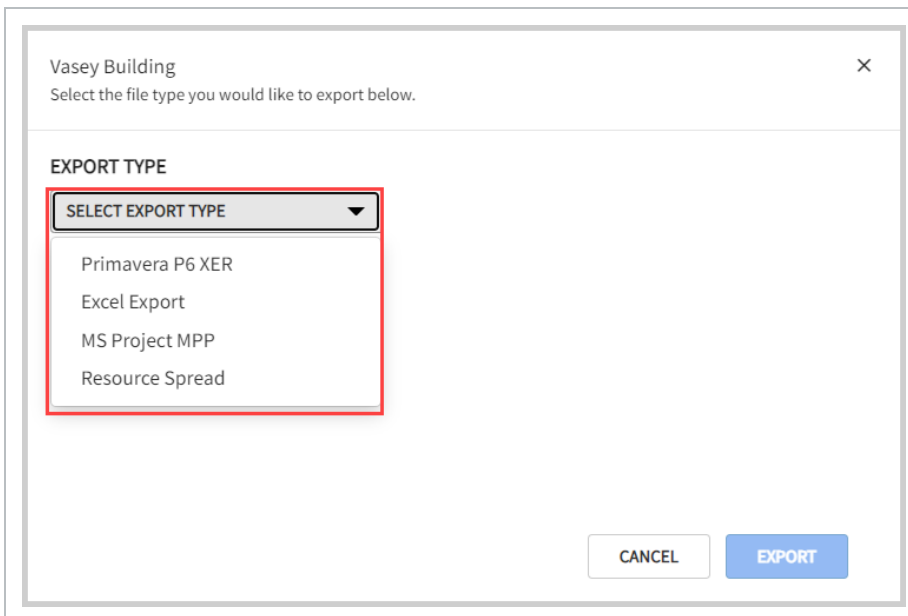 Vasey Building
Select the file type you would like to export below.
EXPORT TYPE
SELECT EXPORT TYPE
Primavera P6 XER
Excel Export
MS Project MPP
Resource Spread
CANCEL
EXPORT